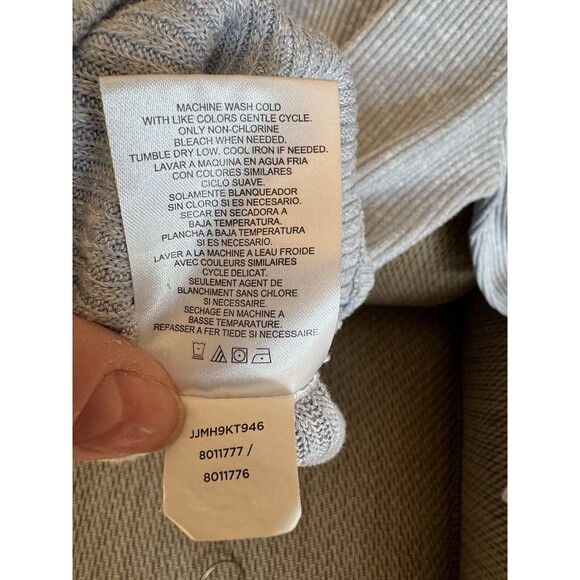 MACHINE WASH COLD
WITH LIKE COLORS GENTLE CYCLE.
ONLY NON-CHLORINE
BLEACH WHEN NEEDED.
TUMBLE DRY LOW. COOL IRON IF NEEDED.
LAVAR A MAQUINA EN AGUA FRIA
CON COLORES SIMILARES
CICLO SUAVE.
SOLAMENTE BLANQUEADOR
SIN CLORO SI ES NECESARIO.
SECAR EN SECADORA A
BAJA TEMPERATURA.
PLANCHA A BAJA TEMPERATURA
SI ES NECESARIO.
LAVER A LA MACHINE A LEAU FROIDE
AVEC COULEURS SIMILAIRES
CYCLE DELICAT.
SEULEMENT AGENT DE
BLANCHIMENT SANS CHLORE
SI NECESSAIRE.
SECHAGE EN MACHINE A
BASSE TEMPARATURE.
REPASSER A FER TIEDE SI NECESSAIRE.
JJMH9KT946
8011777 /
8011776